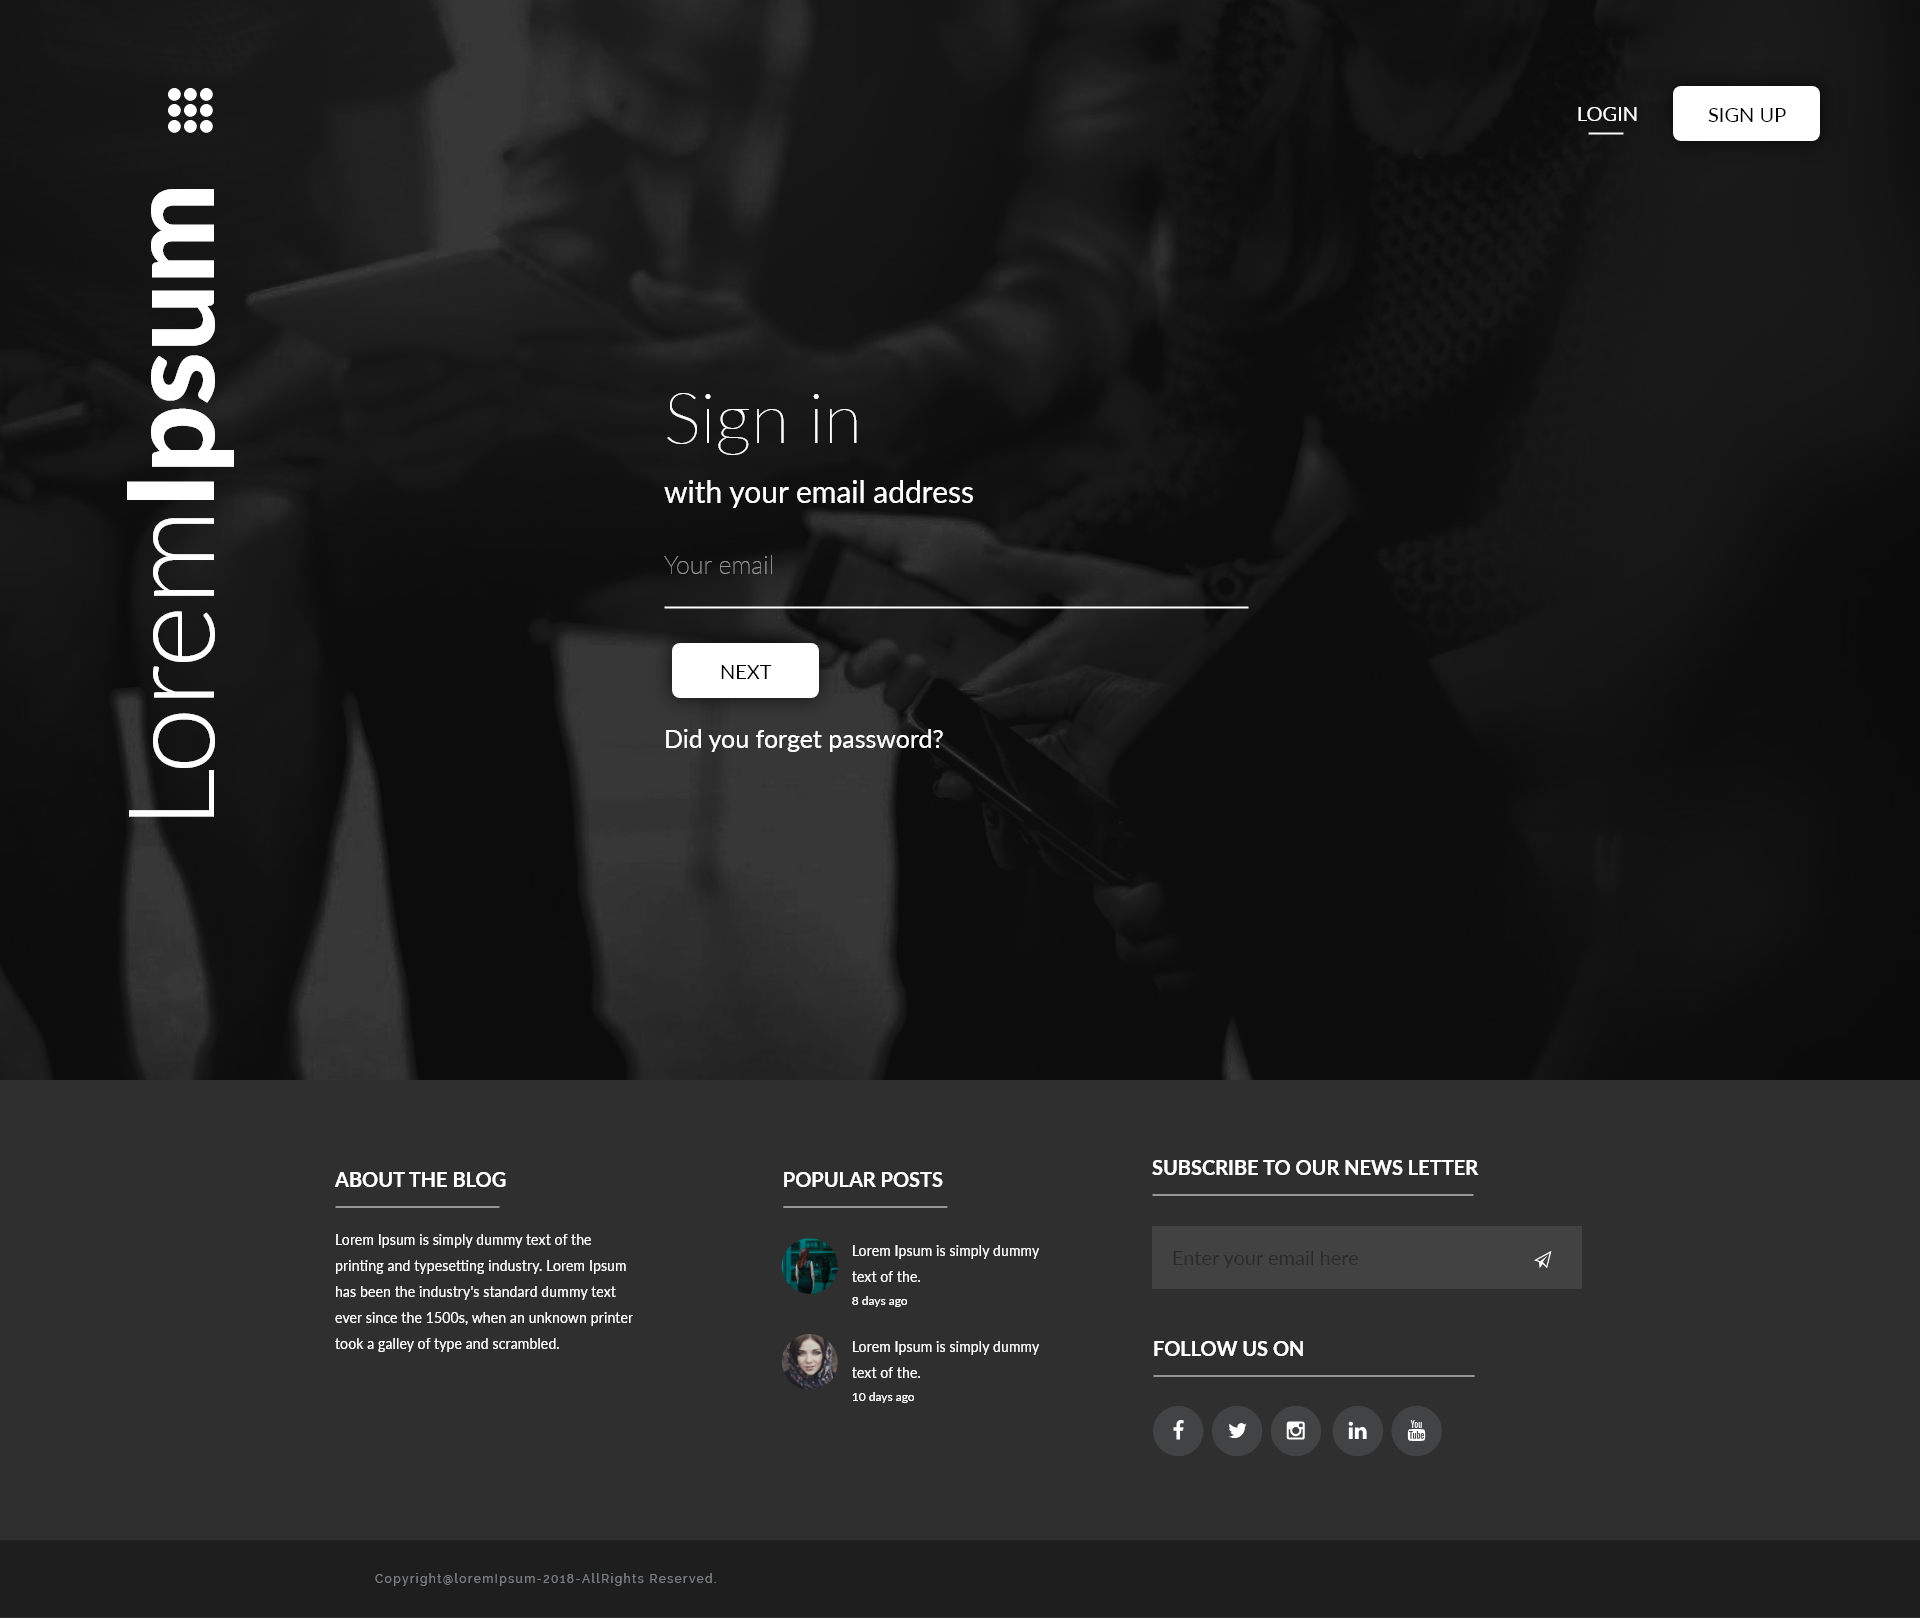 LoremIpsum
LOGIN
SIGN UP
Sign in
with your email address
Your email
NEXT
Did you forget password?
ABOUT THE BLOG
Lorem Ipsum is simply dummy text of the
printing and typesetting industry. Lorem Ipsum
has been the industry's standard dummy text
ever since the 1500s, when an unknown printer
took a galley of type and scrambled.
POPULAR POSTS
Lorem Ipsum is simply dummy
text of the.
8 days ago
Lorem Ipsum is simply dummy
text of the.
10 days ago
SUBSCRIBE TO OUR NEWS LETTER
Enter your email here
FOLLOW US ON
f
in
You
Tube
Copyright@loremIpsum-2018-AllRights Reserved.